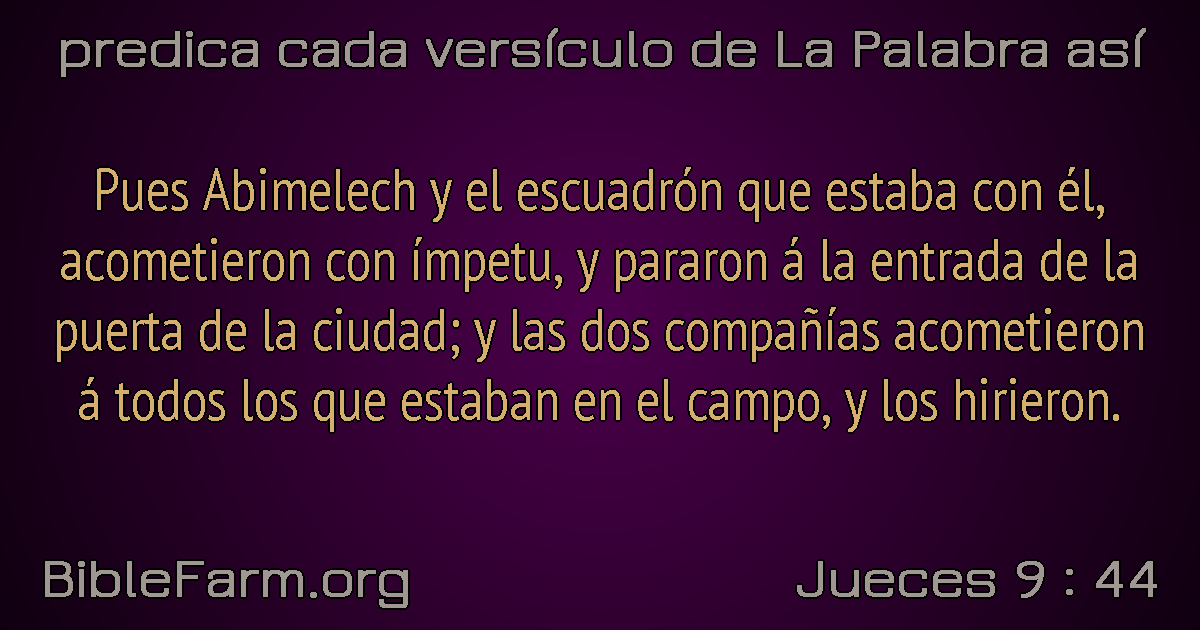 predica cada versículo de La Palabra así
Pues Abimelech y el escuadrón que estaba con él,
acometieron con ímpetu, y pararon á la entrada de la
puerta de la ciudad; y las dos compañías acometieron
á todos los que estaban en el campo, y los hirieron.
BibleFarm.org
Jueces 9 : 44